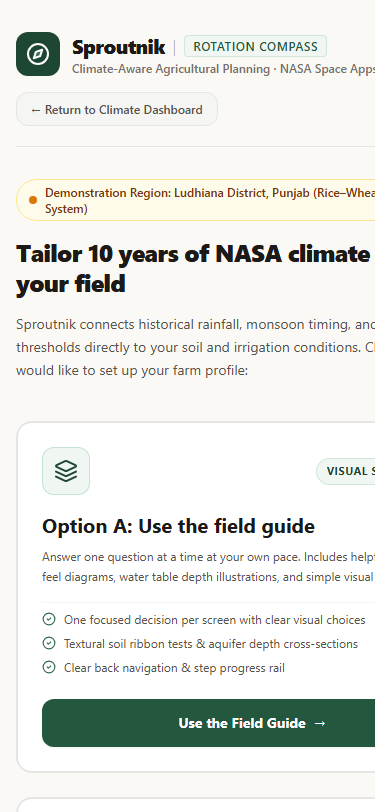 Sproutnik
ROTATION COMPASS
Climate-Aware Agricultural Planning · NASA Space Apps
← Return to Climate Dashboard
Demonstration Region: Ludhiana District, Punjab (Rice–Whea
System)
Tailor 10 years of NASA climate
your field
Sproutnik connects historical rainfall, monsoon timing, and
thresholds directly to your soil and irrigation conditions.
would like to set up your farm profile:
VISUAL
Option A: Use the field guide
Answer one question at a time at your own pace. Includes
feel diagrams, water table depth illustrations, and simple visual
One focused decision per screen with clear visual choices
Textural soil ribbon tests & aquifer depth cross-sections
Clear back navigation & step progress rail
Use the Field Guide →